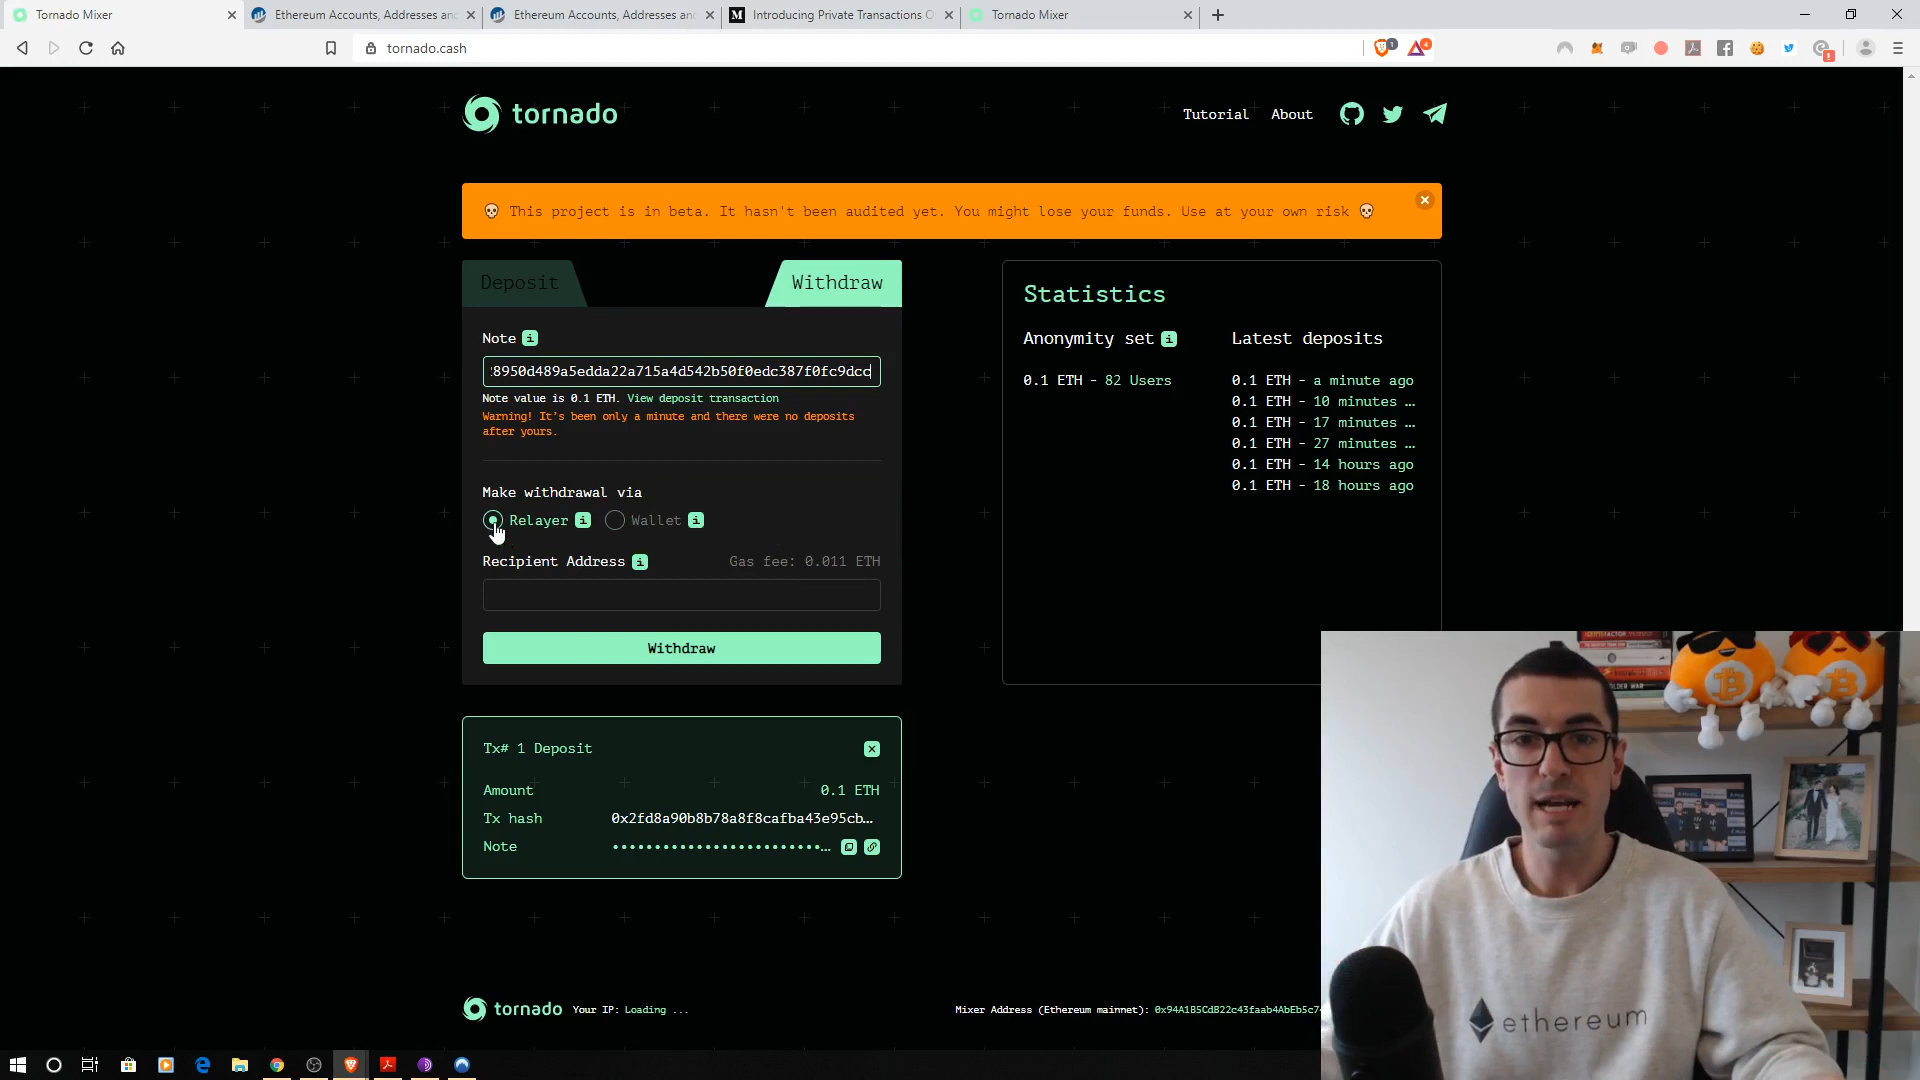 Tornado Mixer
Ethereum Accounts, Addresses and
Ethereum Accounts, Addresses and
Introducing Private Transactions O
Tornado Mixer
tornado.cash
1
4
tornado
Tutorial
About
This project is in beta. It hasn't been audited yet. You might lose your funds. Use at your own risk
Deposit
Withdraw
Note
8950d489a5edda22a715a4d542b50f0edc387f0fc9dcc
Note value is 0.1 ETH. View deposit transaction
Warning! It's been only a minute and there were no deposits
after yours.
Make withdrawal via
Relayer
Wallet
Recipient Address
Gas fee: 0.011 ETH
Withdraw
Statistics
Anonymity set
0.1 ETH - 82 Users
Latest deposits
0.1 ETH - a minute ago
0.1 ETH - 10 minutes ...
0.1 ETH - 17 minutes ...
0.1 ETH - 27 minutes ...
0.1 ETH - 14 hours ago
0.1 ETH - 18 hours ago
Tx# 1 Deposit
Amount
0.1 ETH
Tx hash
0x2fd8a90b8b78a8f8cafba43e95cb...
Note
••••••••••••••••••••••••••...
tornado
Your IP: Loading ...
Mixer Address (Ethereum mainnet): 0x94A1B5CdB22c43faab4AbEb5c74
ethereum